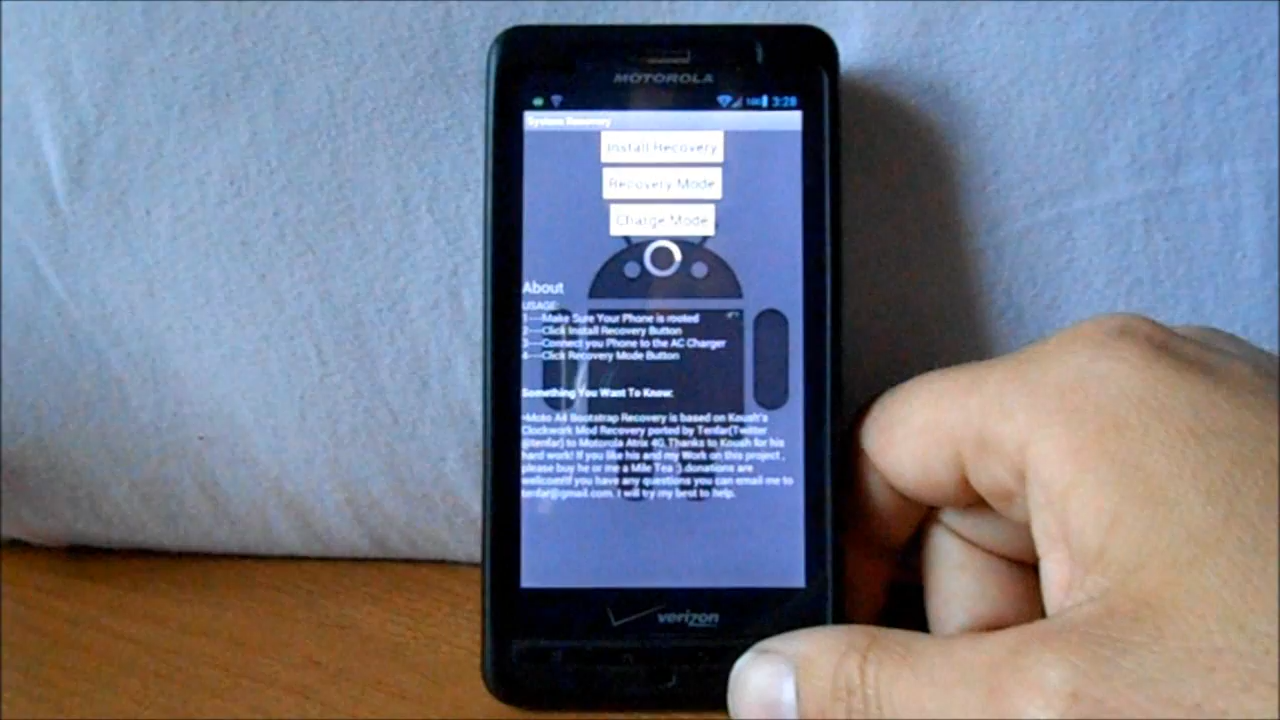 MOTOROLA
100 3:28
System Recovery
Install Recovery
Recovery Mode
Charge Mode
About
USAGE:
1---Make Sure Your Phone is rooted
2---Click Install Recovery Button
3---Connect you Phone to the AC Charger
4---Click Recovery Mode Button
Something You Want To Know:
-Moto A4 Bootstrap Recovery is based on Koush's
Clockwork Mod Recovery ported by Tenfar(Twitter
@tenfar) to Motorola Atrix 4G.Thanks to Koush for his
hard work! If you like his and my Work on this project ,
please buy he or me a Mile Tea :).donations are
wellcom!If you have any questions you can email me to
tenfar@gmail.com. I will try my best to help.
verizon